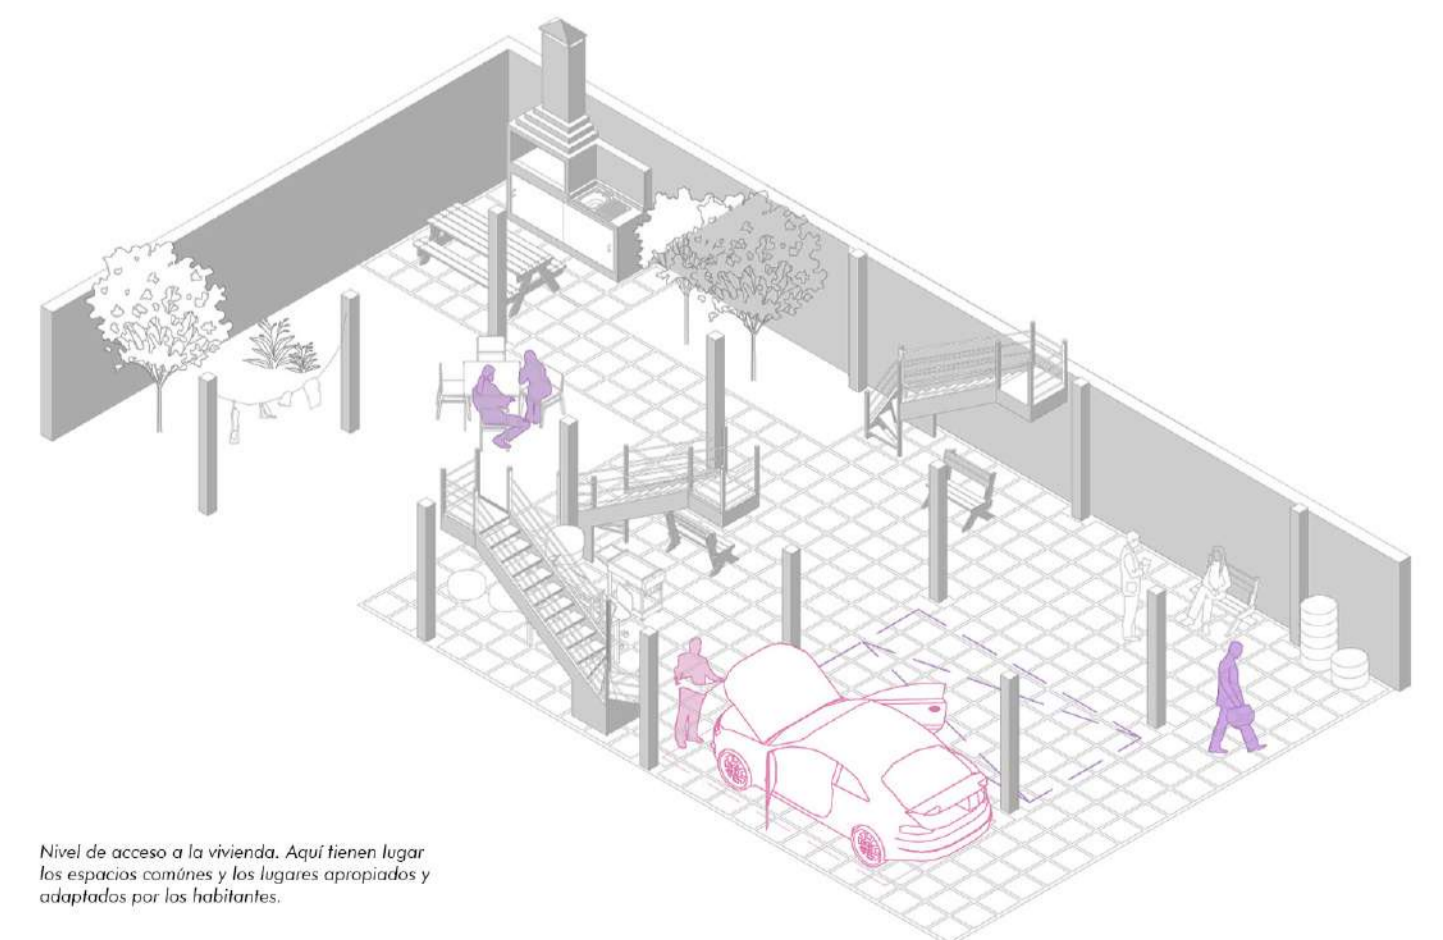 Nivel de acceso a la vivienda. Aquí tienen lugar
los espacios comúnes y los lugares apropiados y
adaptados por los habitantes.